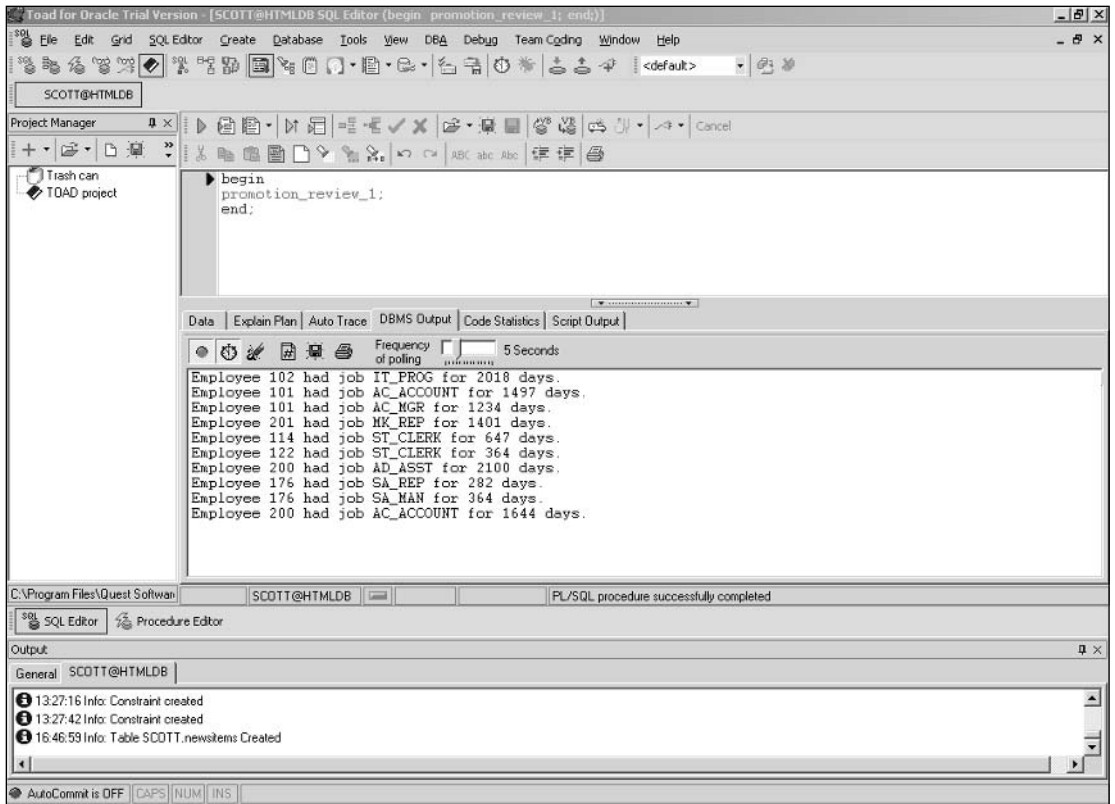 Toad for Oracle Trial Version - [SCOTT@HTMLDB SQL Editor (begin promotion_review_1; end;)]
File Edit Grid SQL Editor Create Database Tools View DBA Debug Team Coding Window Help
<default>
SCOTT@HTMLDB
Project Manager
Cancel
ABC abc Abc
Trash can
TOAD project
begin
promotion_review_1;
end;
Data Explain Plan Auto Trace DBMS Output Code Statistics Script Output
Frequency of polling 5 Seconds
Employee 102 had job IT_PROG for 2018 days.
Employee 101 had job AC_ACCOUNT for 1497 days.
Employee 101 had job AC_MGR for 1234 days.
Employee 201 had job MK_REP for 1401 days.
Employee 114 had job ST_CLERK for 647 days.
Employee 122 had job ST_CLERK for 364 days.
Employee 200 had job AD_ASST for 2100 days.
Employee 176 had job SA_REP for 282 days.
Employee 176 had job SA_MAN for 364 days.
Employee 200 had job AC_ACCOUNT for 1644 days.
C:\Program Files\Quest Softwar SCOTT@HTMLDB PL/SQL procedure successfully completed
SQL Editor Procedure Editor
Output
General SCOTT@HTMLDB
13:27:16 Info: Constraint created
13:27:42 Info: Constraint created
16:46:59 Info: Table SCOTT.newsitems Created
AutoCommit is OFF CAPS NUM INS